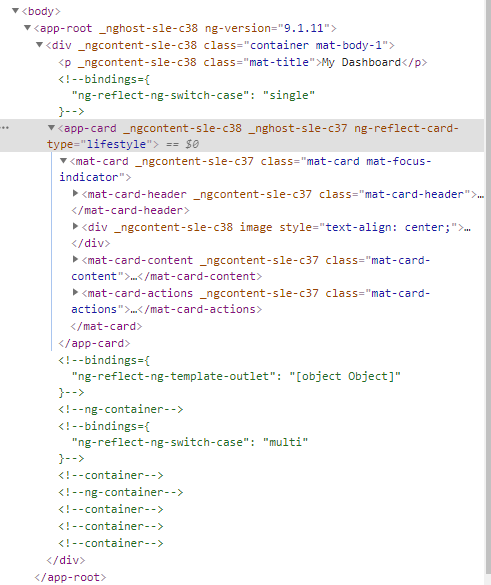 ▼<body>
▼<app-root _nghost-sle-c38 ng-version="9.1.11">
▼<div _ngcontent-sle-c38 class="container mat-body-1">
<p _ngcontent-sle-c38 class="mat-title">My Dashboard</p>
<!--bindings={
"ng-reflect-ng-switch-case": "single"
}-->
… ▼<app-card _ngcontent-sle-c38 _nghost-sle-c37 ng-reflect-card-
type="lifestyle"> == $0
▼<mat-card _ngcontent-sle-c37 class="mat-card mat-focus-
indicator">
▶<mat-card-header _ngcontent-sle-c37 class="mat-card-header">…
</mat-card-header>
▶<div _ngcontent-sle-c38 image style="text-align: center;">…
</div>
▶<mat-card-content _ngcontent-sle-c37 class="mat-card-
content">…</mat-card-content>
▶<mat-card-actions _ngcontent-sle-c37 class="mat-card-
actions">…</mat-card-actions>
</mat-card>
</app-card>
<!--bindings={
"ng-reflect-ng-template-outlet": "[object Object]"
}-->
<!--ng-container-->
<!--bindings={
"ng-reflect-ng-switch-case": "multi"
}-->
<!--container-->
<!--ng-container-->
<!--container-->
<!--container-->
<!--container-->
</div>
</app-root>